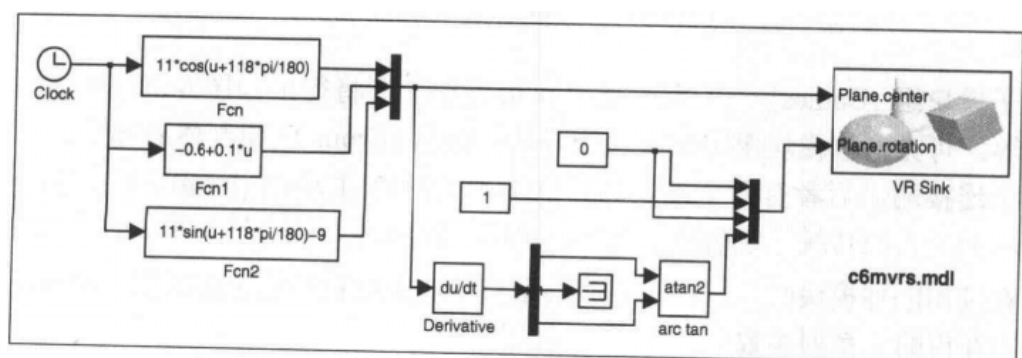 Clock
11*cos(u+118*pi/180)
Fcn
-0.6+0.1*u
Fcn1
11*sin(u+118*pi/180)-9
Fcn2
du/dt
Derivative
0
1
atan2
arc tan
Plane.center
Plane.rotation
VR Sink
c6mvrs.mdl